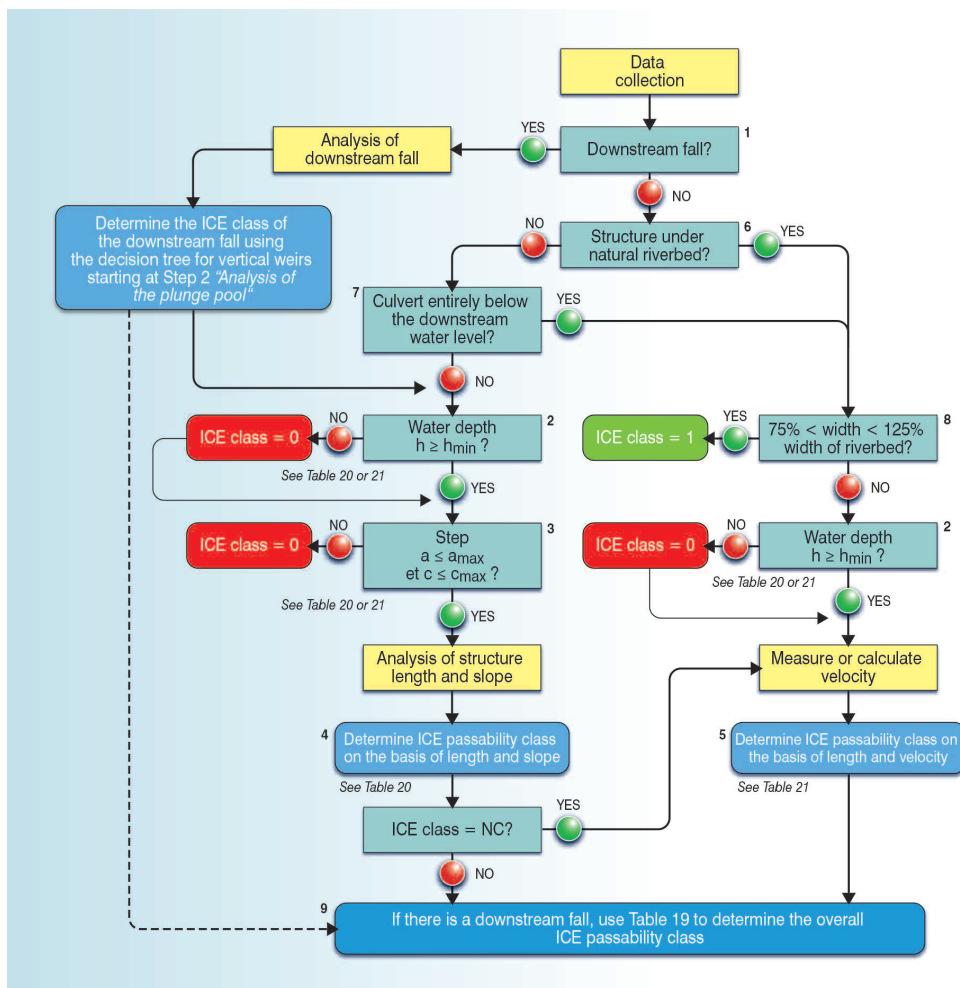 Data
collection
1
Downstream fall?
YES
Analysis of
downstream fall
NO
Determine the ICE class of
the downstream fall using
the decision tree for vertical weirs
starting at Step 2 "Analysis of
the plunge pool"
6
Structure under
natural riverbed?
NO
YES
7
Culvert entirely below
the downstream
water level?
YES
NO
2
Water depth
h ≥ hmin ?
NO
ICE class = 0
See Table 20 or 21
YES
8
75% < width < 125%
width of riverbed?
YES
ICE class = 1
NO
3
Step
a ≤ amax
et c ≤ cmax ?
NO
ICE class = 0
See Table 20 or 21
YES
2
Water depth
h ≥ hmin ?
NO
ICE class = 0
See Table 20 or 21
YES
Analysis of structure
length and slope
Measure or calculate
velocity
4
Determine ICE passability class
on the basis of length and slope
See Table 20
5
Determine ICE passability class on
the basis of length and velocity
See Table 21
ICE class = NC?
YES
NO
9
If there is a downstream fall, use Table 19 to determine the overall
ICE passability class